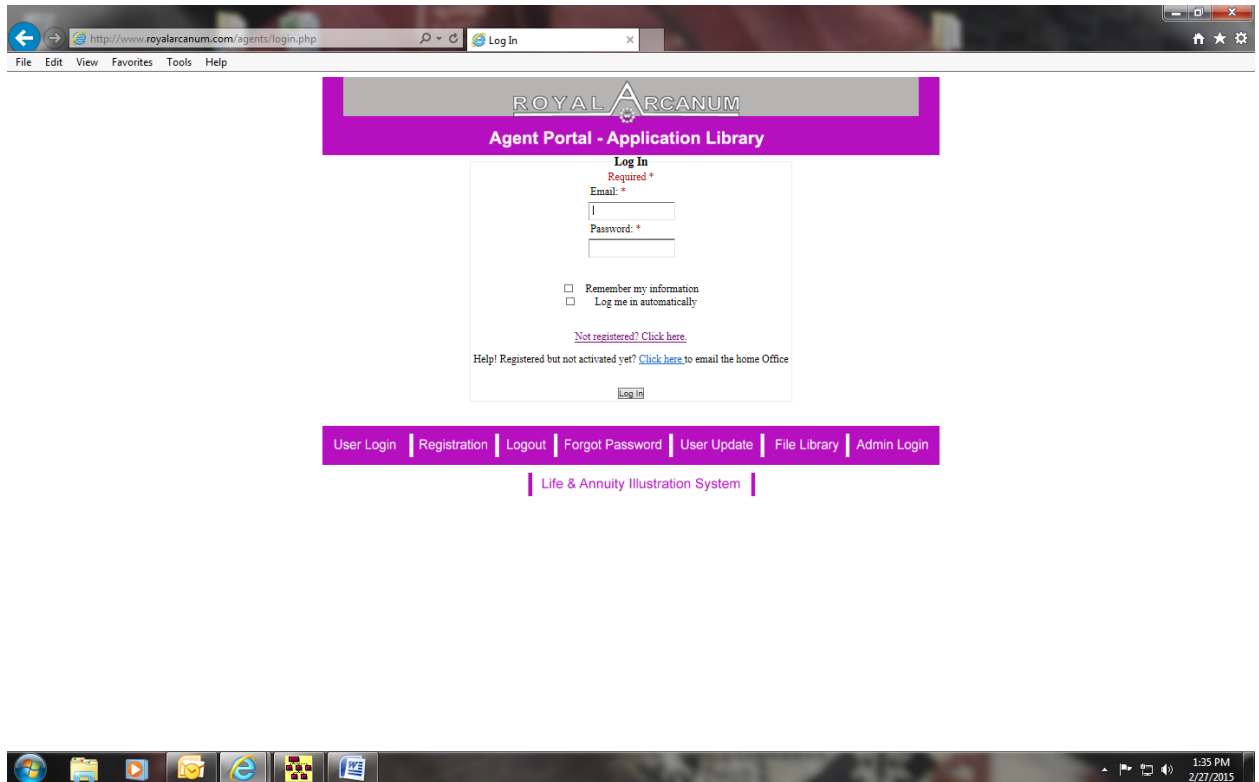 http://www.royalarcanum.com/agents/login.php
Log In
File Edit View Favorites Tools Help
ROYAL ARCANUM
Agent Portal - Application Library
Log In
Required *
Email: *
Password: *
Remember my information
Log me in automatically
Not registered? Click here.
Help! Registered but not activated yet? Click here to email the home Office
Log In
User Login Registration Logout Forgot Password User Update File Library Admin Login
Life & Annuity Illustration System
1:35 PM
2/27/2015